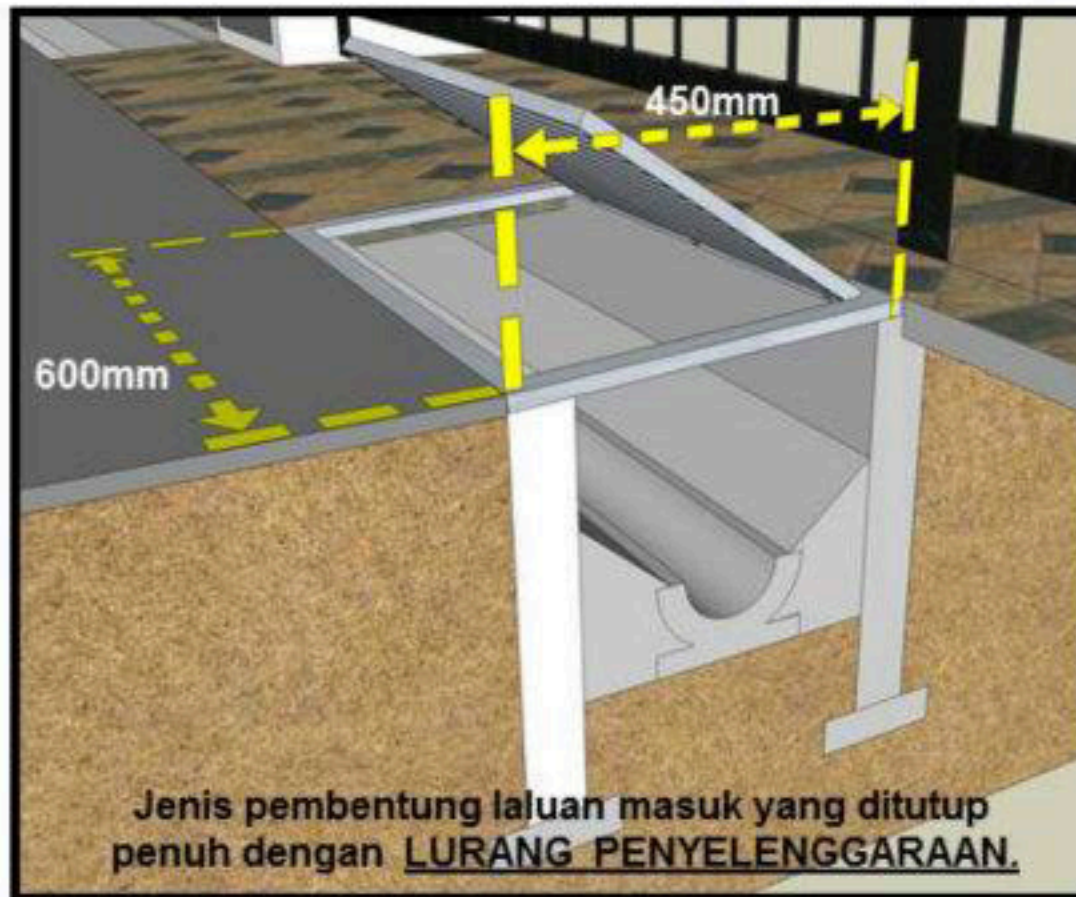 450mm
600mm
Jenis pembentung laluan masuk yang ditutup
penuh dengan LURANG PENYELENGGARAAN.